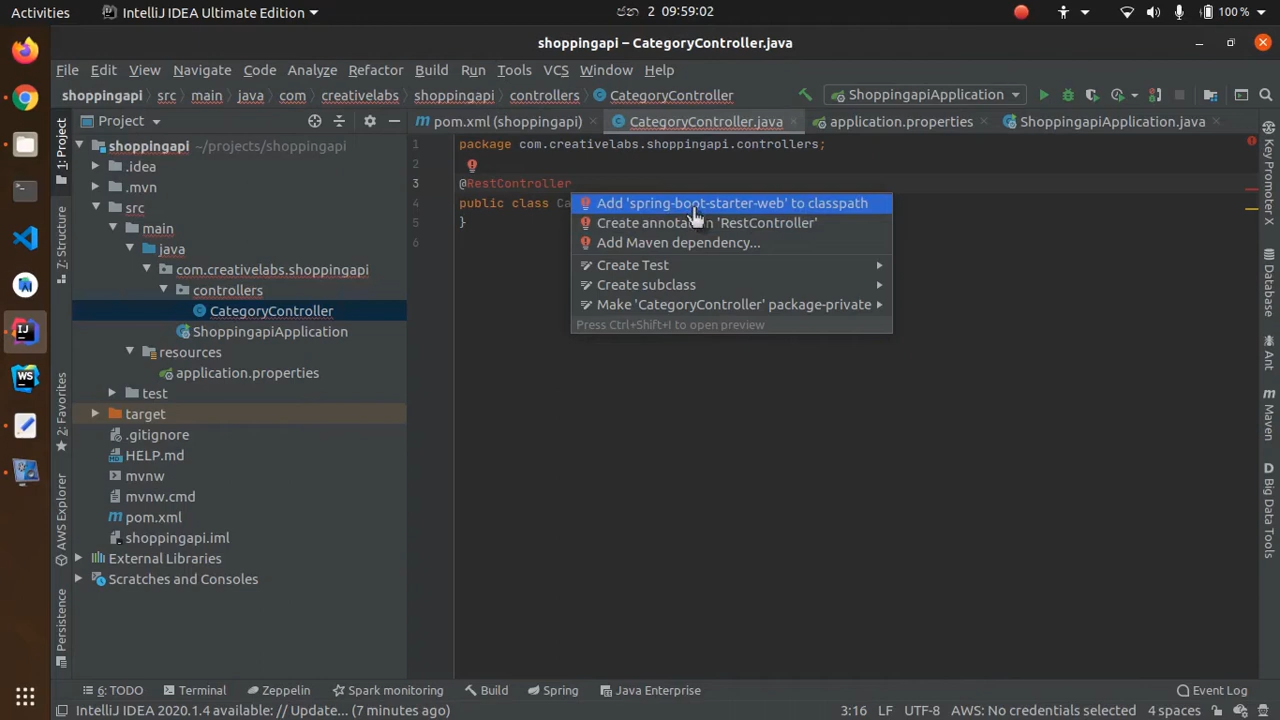 Activities IntelliJ IDEA Ultimate Edition ජන 2 09:59:02 100 %
shoppingapi – CategoryController.java
File Edit View Navigate Code Analyze Refactor Build Run Tools VCS Window Help
shoppingapi src main java com creativelabs shoppingapi controllers CategoryController ShoppingapiApplication
Project pom.xml (shoppingapi) CategoryController.java application.properties ShoppingapiApplication.java
1: Project
7: Structure
2: Favorites
AWS Explorer
Persistence
shoppingapi ~/projects/shoppingapi
.idea
.mvn
src
main
java
com.creativelabs.shoppingapi
controllers
CategoryController
ShoppingapiApplication
resources
application.properties
test
target
.gitignore
HELP.md
mvnw
mvnw.cmd
pom.xml
shoppingapi.iml
External Libraries
Scratches and Consoles
1 package com.creativelabs.shoppingapi.controllers;
2
3 @RestController
4 public class Ca
5 }
6
Add 'spring-boot-starter-web' to classpath
Create annotation 'RestController'
Add Maven dependency...
Create Test
Create subclass
Make 'CategoryController' package-private
Press Ctrl+Shift+I to open preview
Key Promoter X
Database
Ant
Maven
Big Data Tools
6: TODO Terminal Zeppelin Spark monitoring Build Spring Java Enterprise Event Log
IntelliJ IDEA 2020.1.4 available: // Update... (7 minutes ago) 3:16 LF UTF-8 AWS: No credentials selected 4 spaces